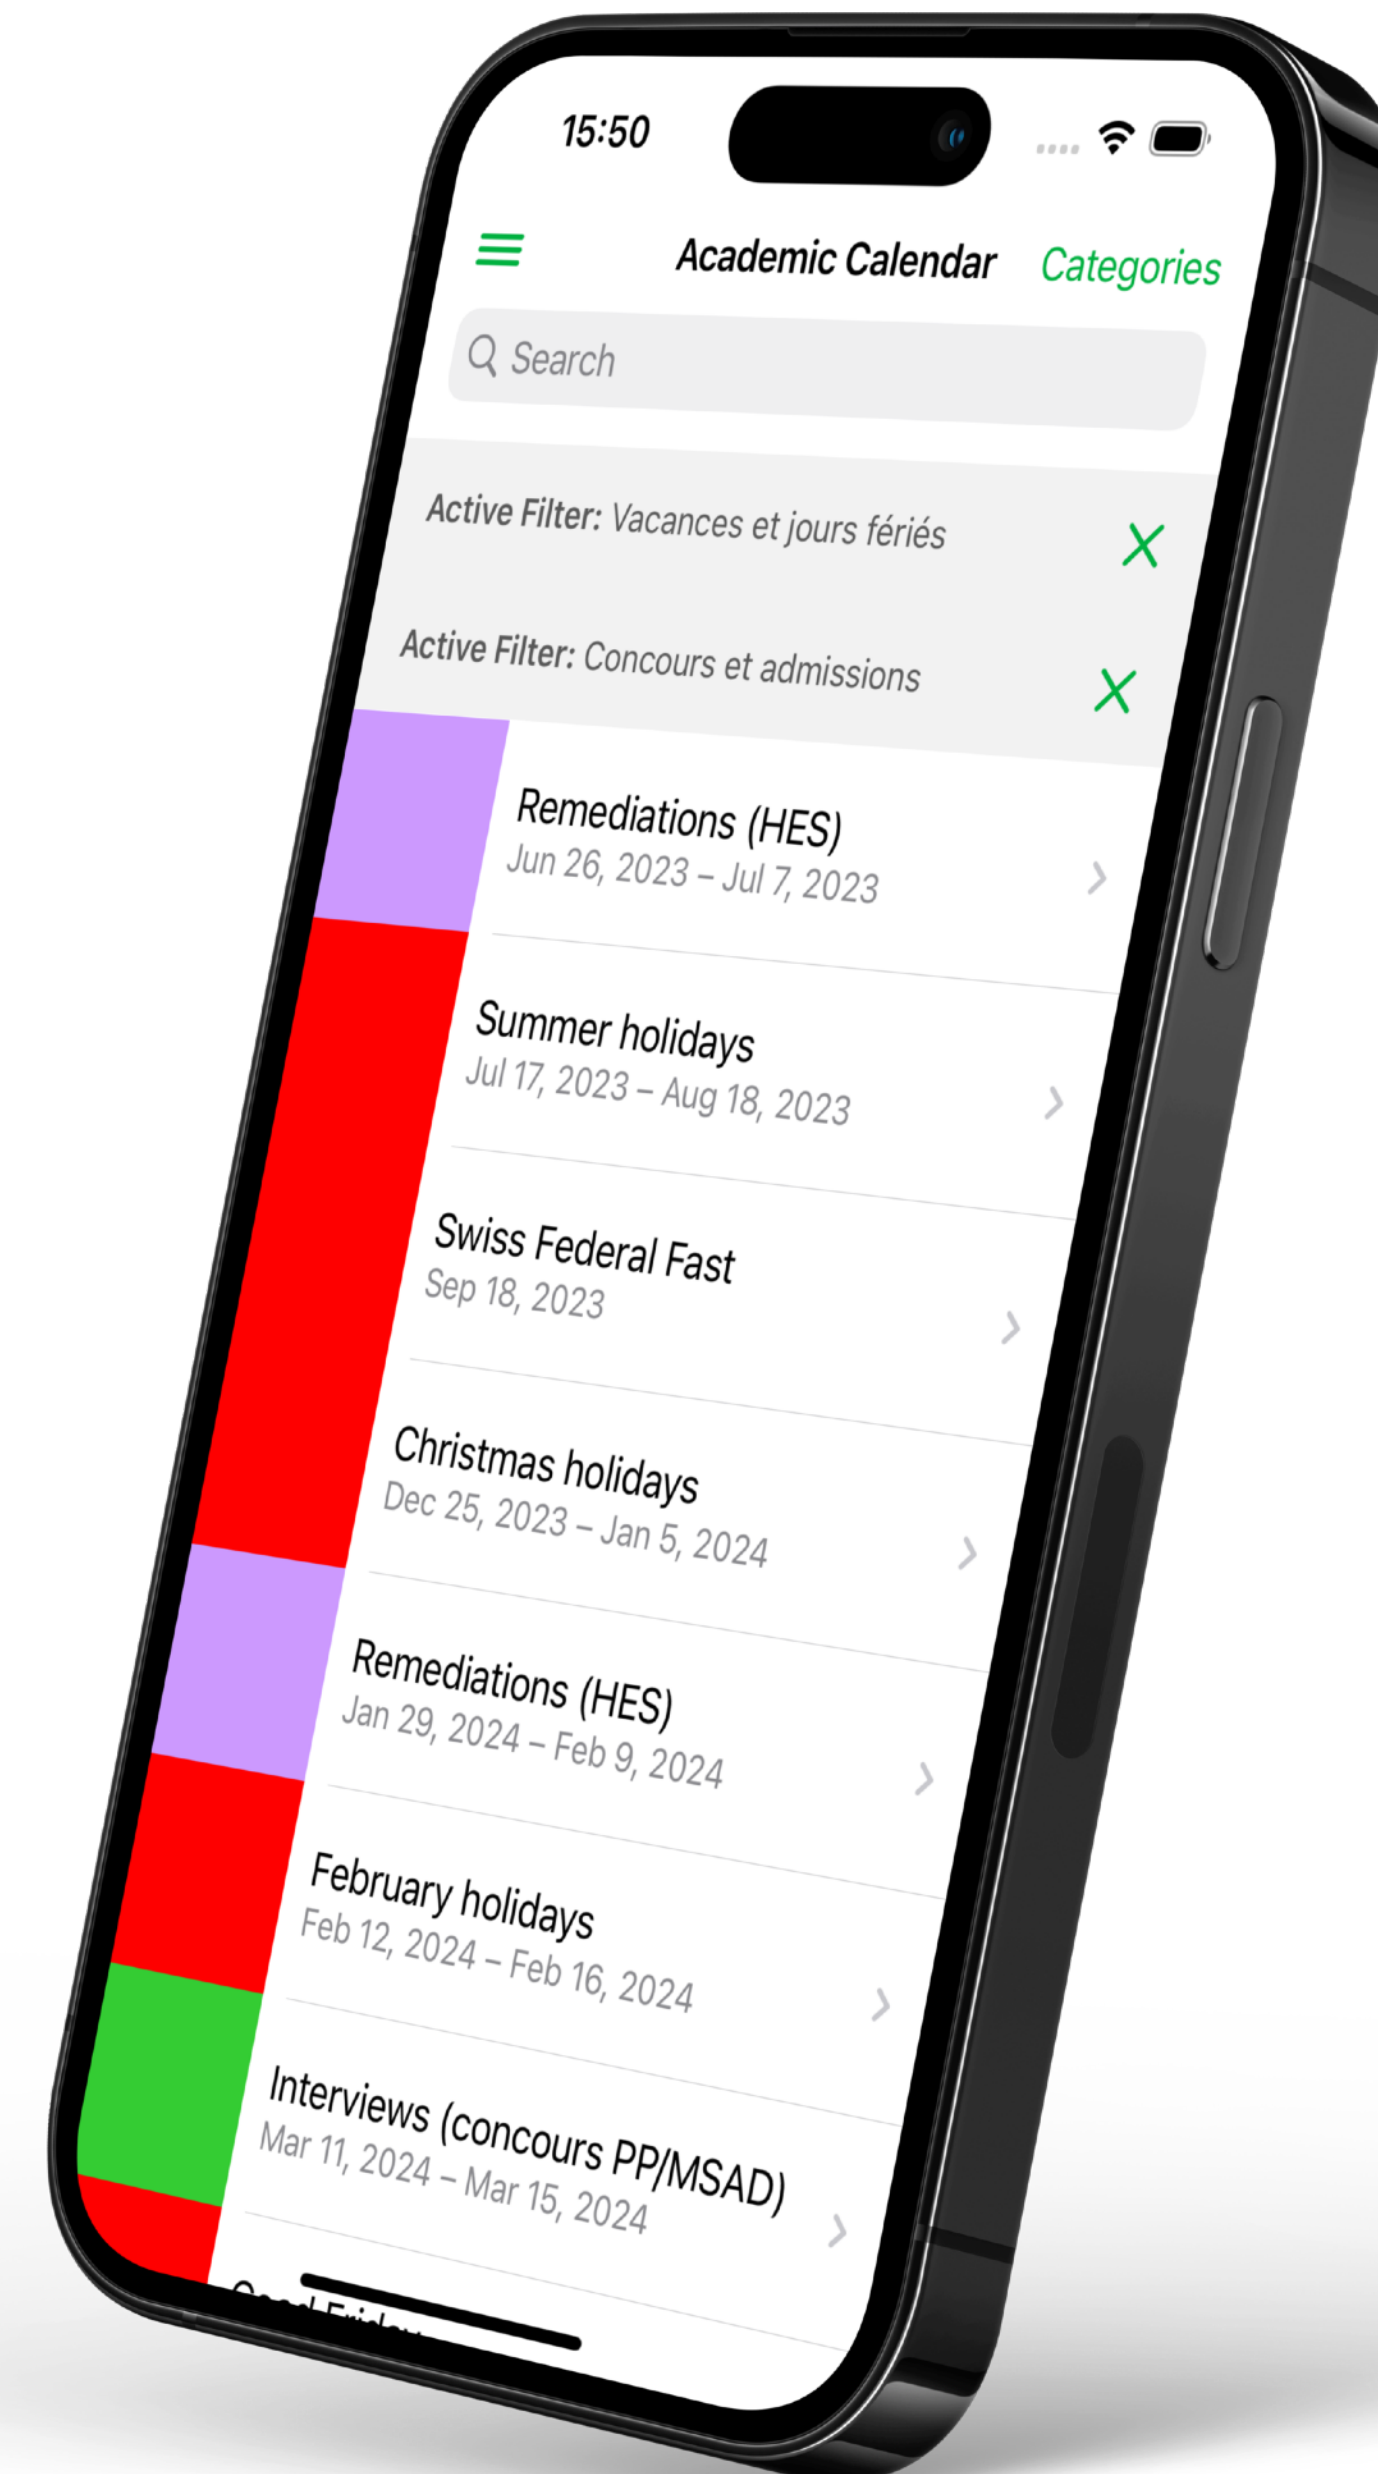 15:50
Academic Calendar
Categories
Search
Active Filter: Vacances et jours fériés
Active Filter: Concours et admissions
Remediations (HES)
Jun 26, 2023 – Jul 7, 2023
Summer holidays
Jul 17, 2023 – Aug 18, 2023
Swiss Federal Fast
Sep 18, 2023
Christmas holidays
Dec 25, 2023 – Jan 5, 2024
Remediations (HES)
Jan 29, 2024 – Feb 9, 2024
February holidays
Feb 12, 2024 – Feb 16, 2024
Interviews (concours PP/MSAD)
Mar 11, 2024 – Mar 15, 2024
Good Friday